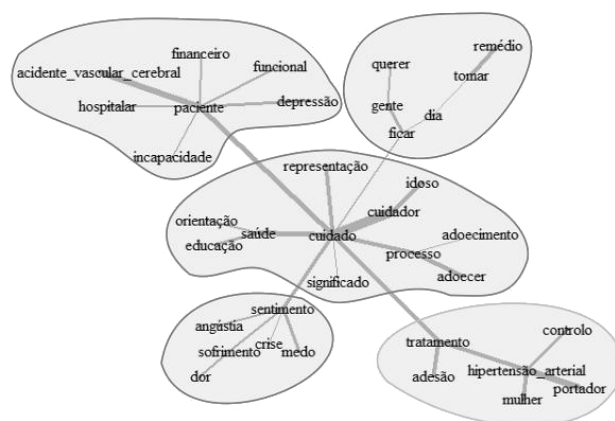 financeiro
acidente_vascular_cerebral
funcional
hospitalar
paciente
depressão
incapacidade
remédio
querer
tomar
gente
dia
ficar
representação
idoso
cuidador
orientação
saúde
cuidado
educação
adoecimento
processo
adoecer
significado
sentimento
angústia
crise
sofrimento
medo
dor
controlo
tratamento
hipertensão_arterial
adesão
portador
mulher